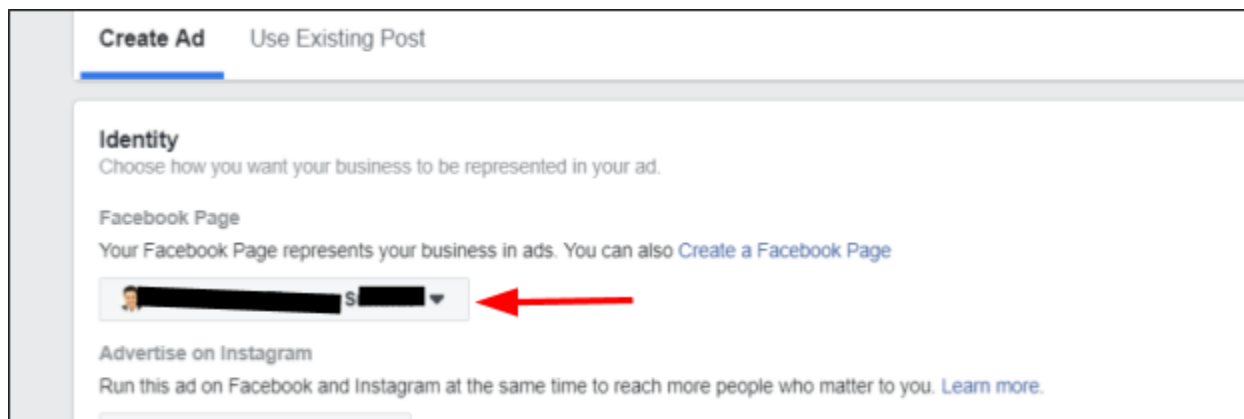 Create Ad Use Existing Post
Identity
Choose how you want your business to be represented in your ad.
Facebook Page
Your Facebook Page represents your business in ads. You can also Create a Facebook Page
S
Advertise on Instagram
Run this ad on Facebook and Instagram at the same time to reach more people who matter to you. Learn more.